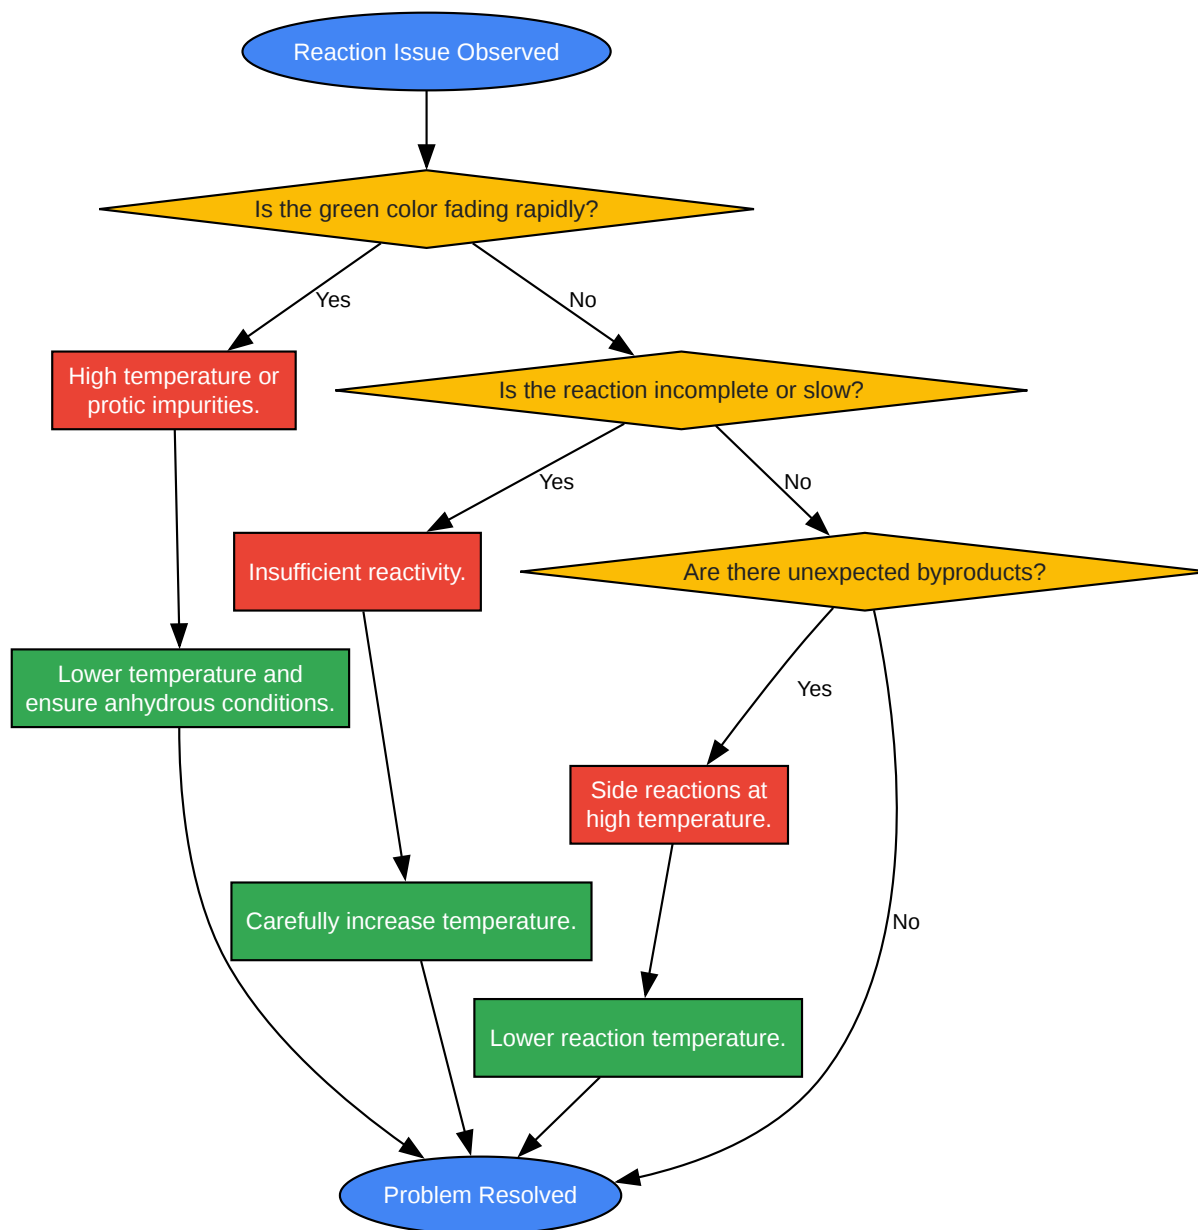 Reaction Issue Observed
Is the green color fading rapidly?
Yes
No
High temperature or
protic impurities.
Is the reaction incomplete or slow?
Yes
No
Insufficient reactivity.
Are there unexpected byproducts?
Lower temperature and
ensure anhydrous conditions.
Yes
Side reactions at
high temperature.
Carefully increase temperature.
No
Lower reaction temperature.
Problem Resolved